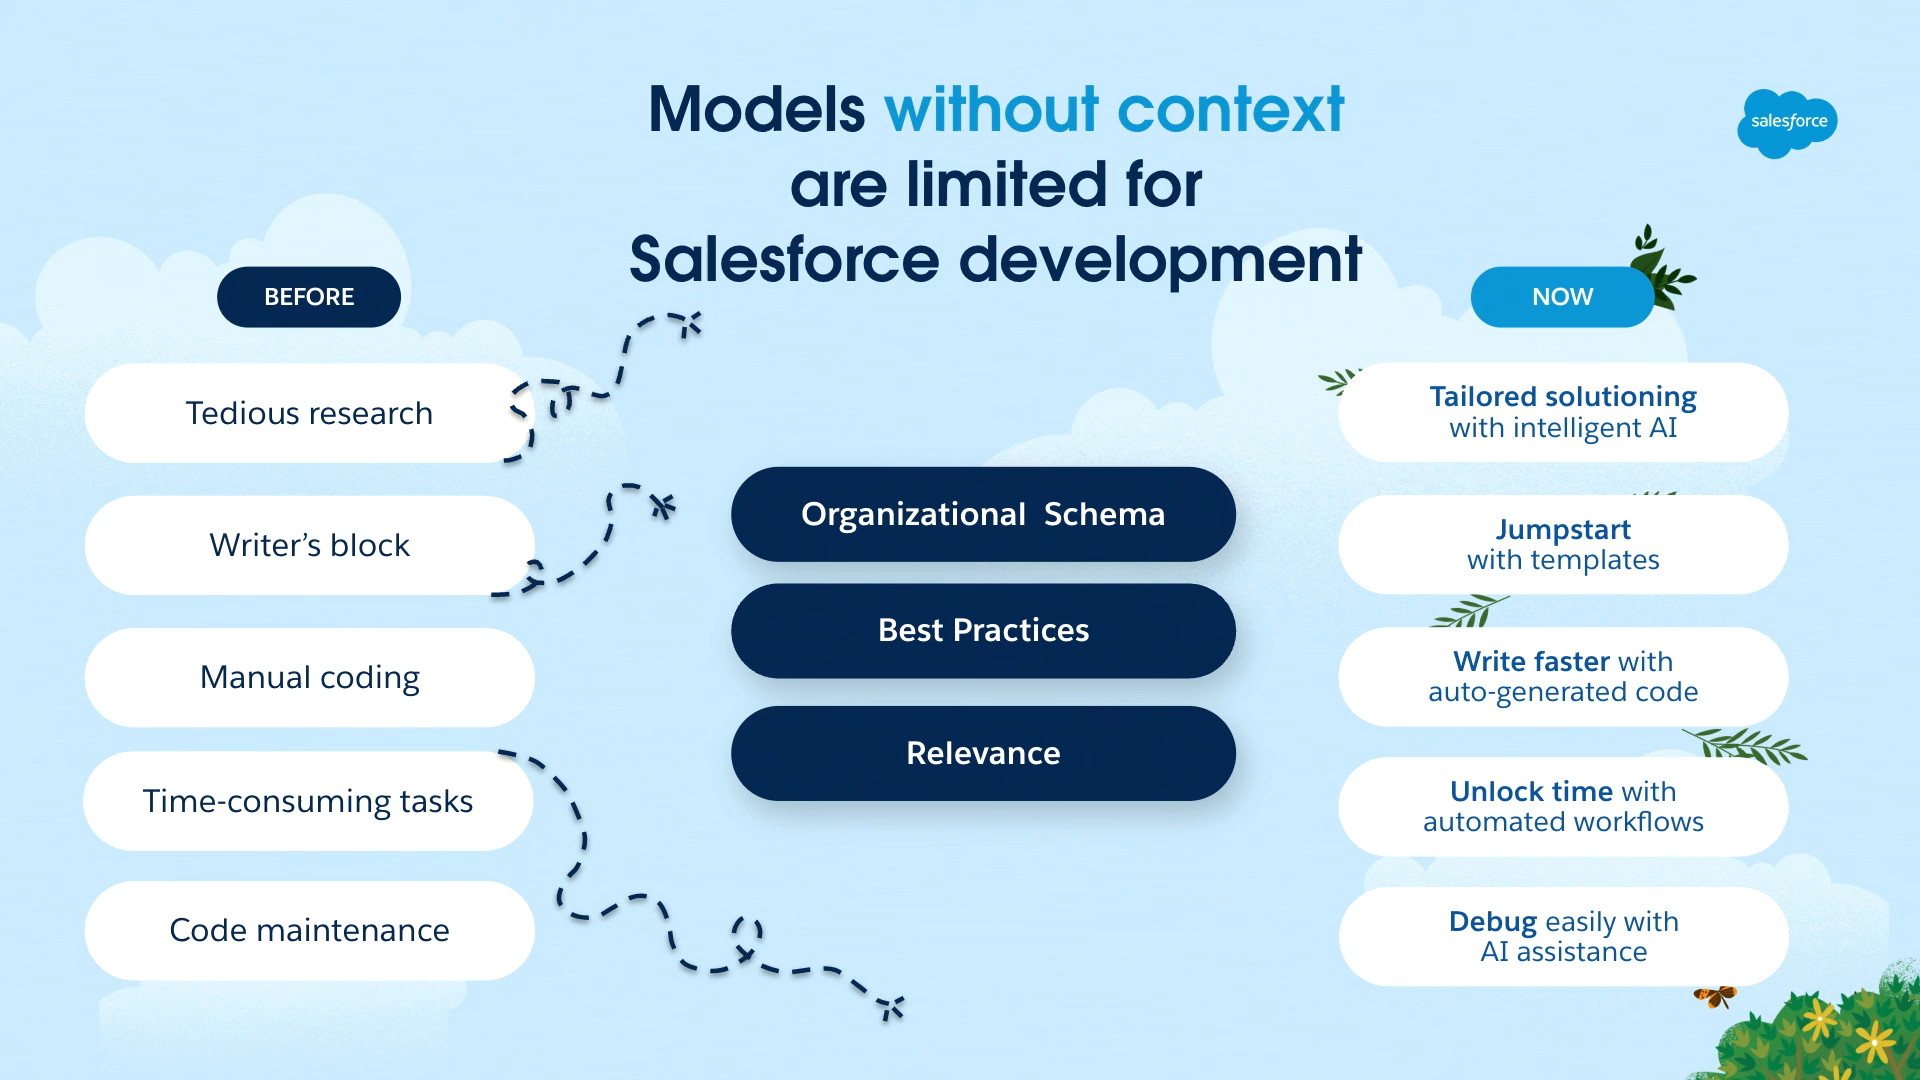 Models without context
are limited for
Salesforce development
salesforce
BEFORE
Tedious research
Writer’s block
Manual coding
Time-consuming tasks
Code maintenance
Organizational Schema
Best Practices
Relevance
NOW
Tailored solutioning
with intelligent AI
Jumpstart
with templates
Write faster with
auto-generated code
Unlock time with
automated workflows
Debug easily with
AI assistance